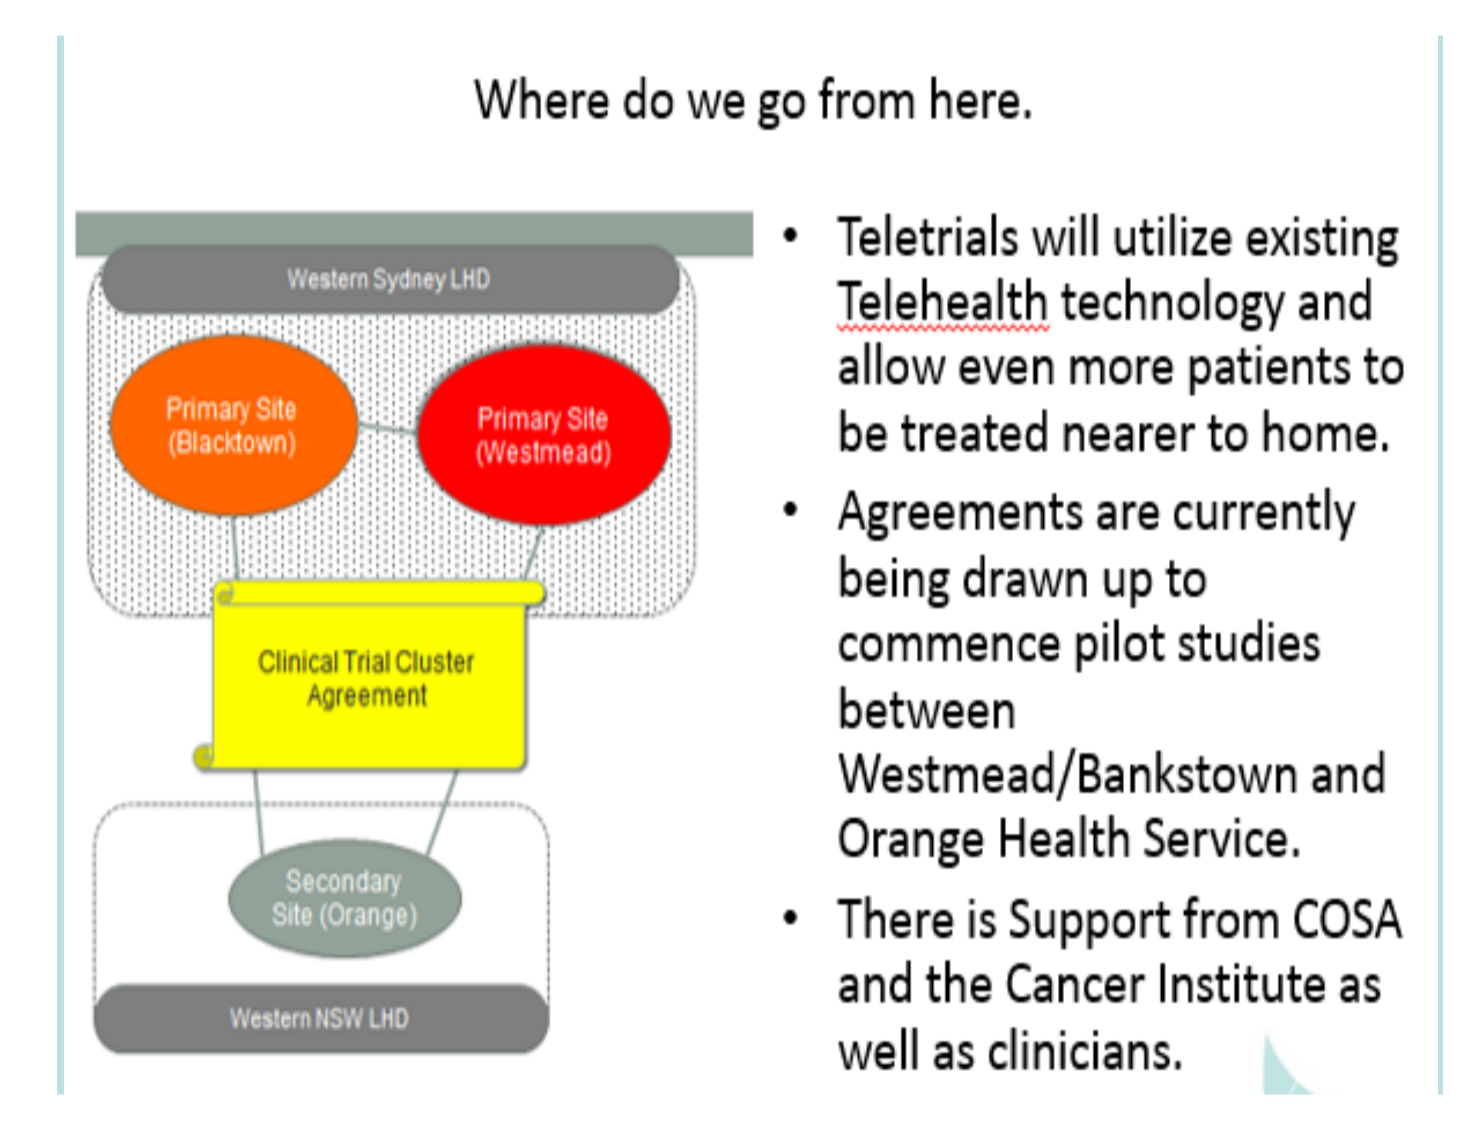 Where do we go from here.
Western Sydney LHD
Primary Site
(Blacktown)
Primary Site
(Westmead)
Clinical Trial Cluster
Agreement
Secondary
Site (Orange)
Western NSW LHD
• Teletrials will utilize existing
Telehealth technology and
allow even more patients to
be treated nearer to home.
• Agreements are currently
being drawn up to
commence pilot studies
between
Westmead/Bankstown and
Orange Health Service.
• There is Support from COSA
and the Cancer Institute as
well as clinicians.